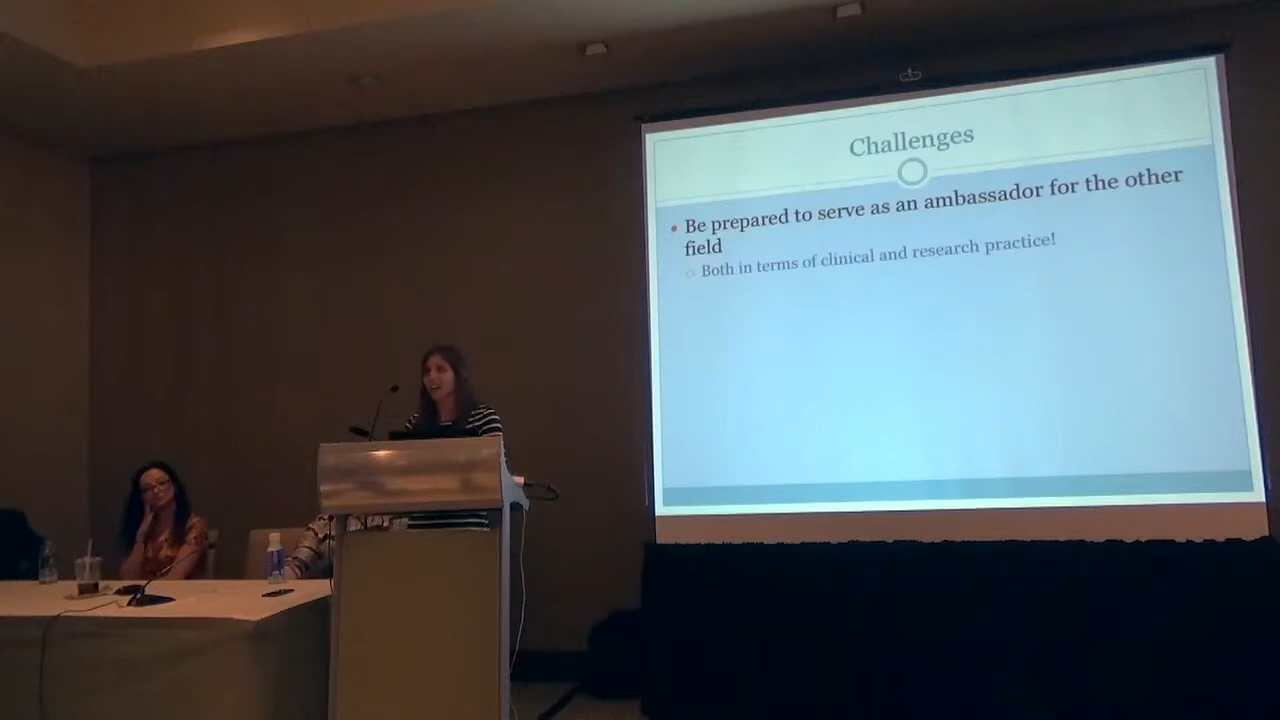 Challenges
Be prepared to serve as an ambassador for the other
field
Both in terms of clinical and research practice!